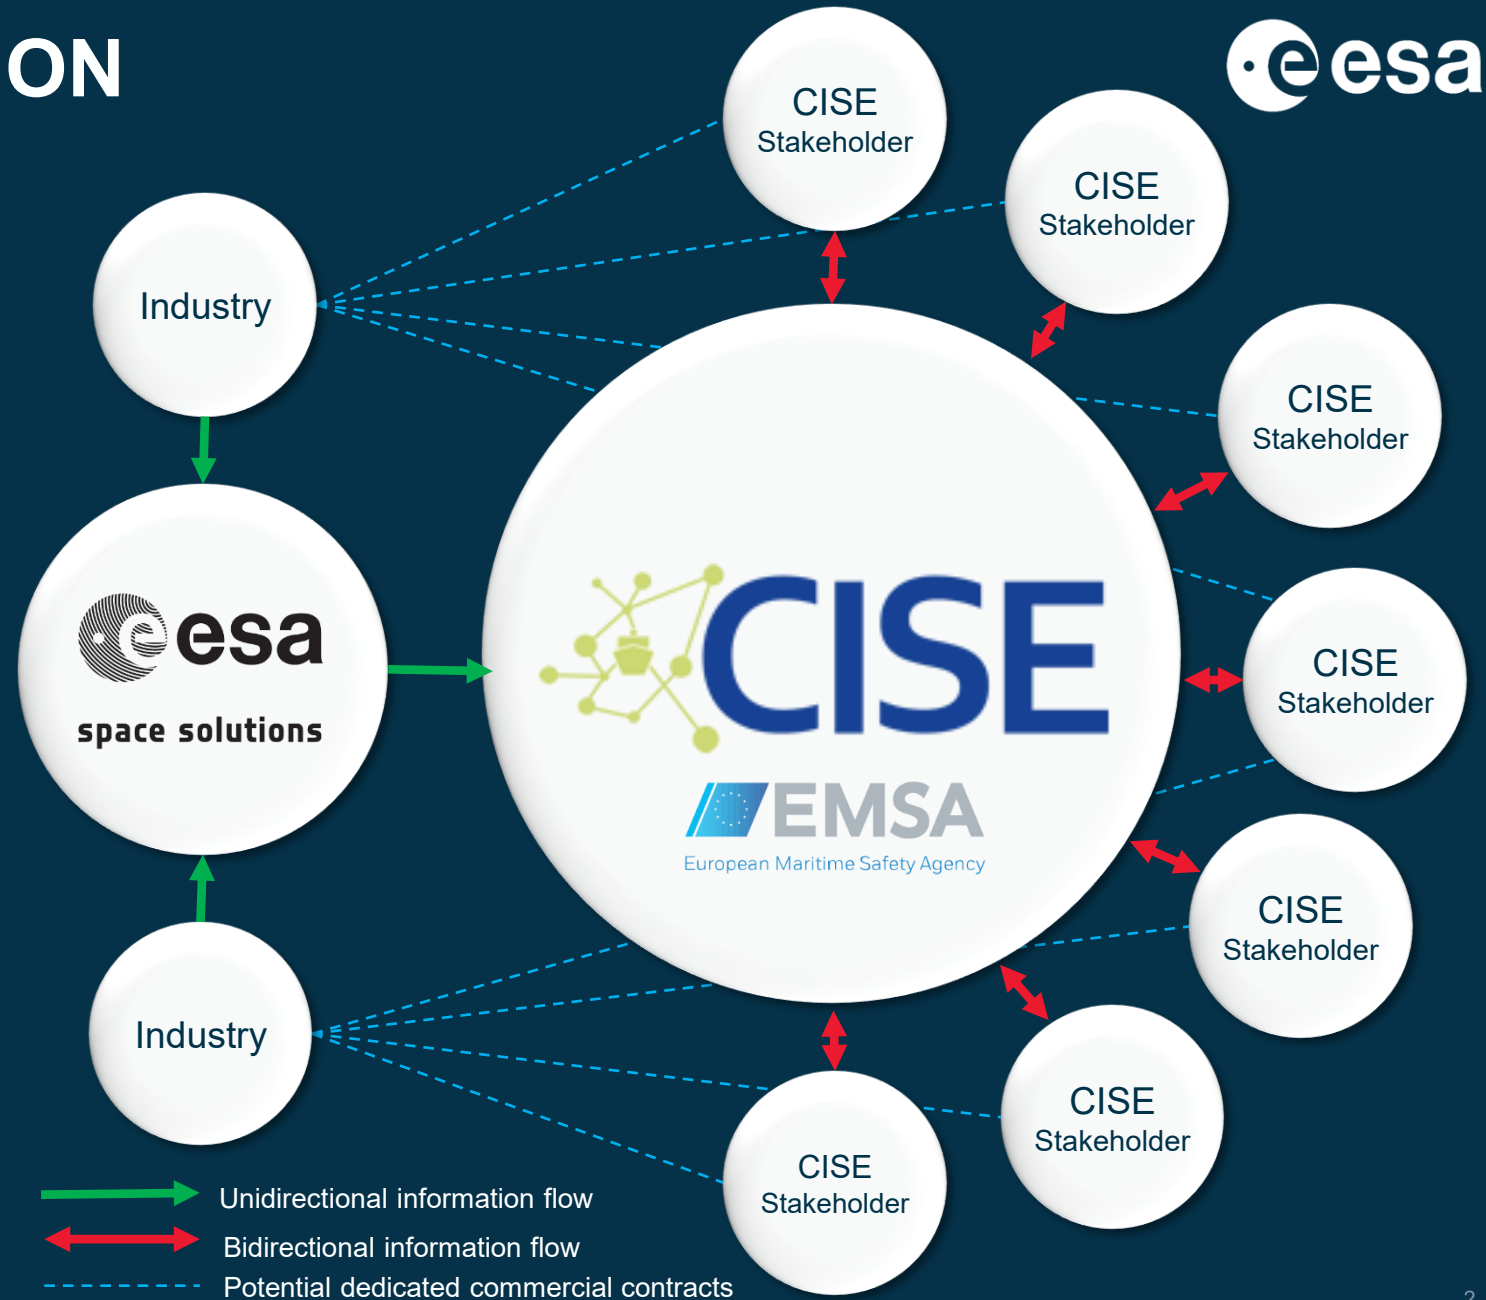 ON
esa
CISE
Stakeholder
CISE
Stakeholder
Industry
CISE
Stakeholder
esa
space solutions
CISE
EMSA
European Maritime Safety Agency
CISE
Stakeholder
CISE
Stakeholder
Industry
CISE
Stakeholder
CISE
Stakeholder
Unidirectional information flow
Bidirectional information flow
Potential dedicated commercial contracts
2